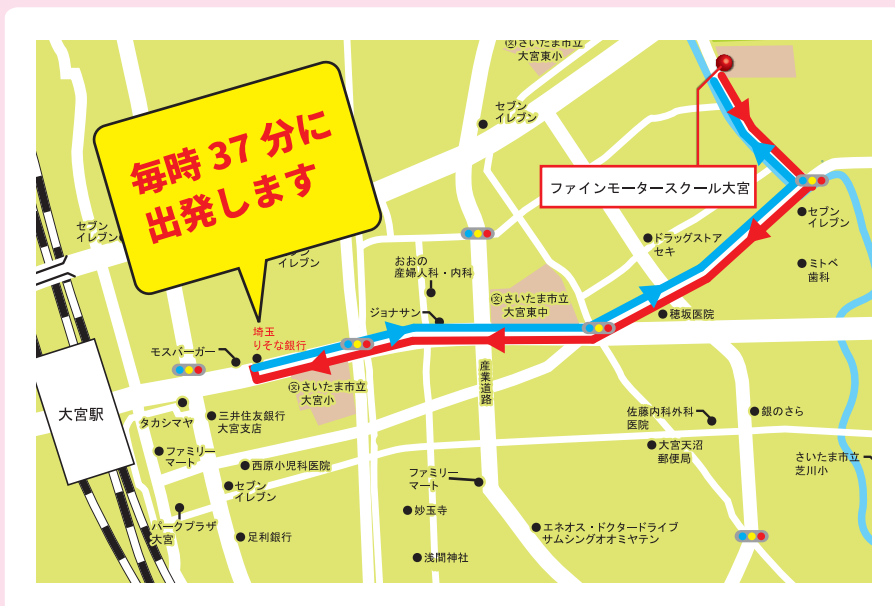 さいたま市立
大宮東小
セブン
イレブン
毎時 37 分に
出発します
ファインモータースクール大宮
セブン
イレブン
セブン
イレブン
ドラッグストア
セキ
セブン
イレブン
ミトベ
歯科
おおの
産婦人科・内科
文さいたま市立
大宮東中
ジョナサン
穂坂医院
埼玉
りそな銀行
モスバーガー
産業道路
文さいたま市立
大宮小
大宮駅
タカシマヤ
三井住友銀行
大宮支店
佐藤内科外科
医院
銀のさら
ファミリー
マート
西原小児科医院
大宮天沼
郵便局
さいたま市立
芝川小
セブン
イレブン
ファミリー
マート
妙玉寺
パークプラザ
大宮
足利銀行
エネオス・ドクタードライブ
サムシングオオミヤテン
浅間神社